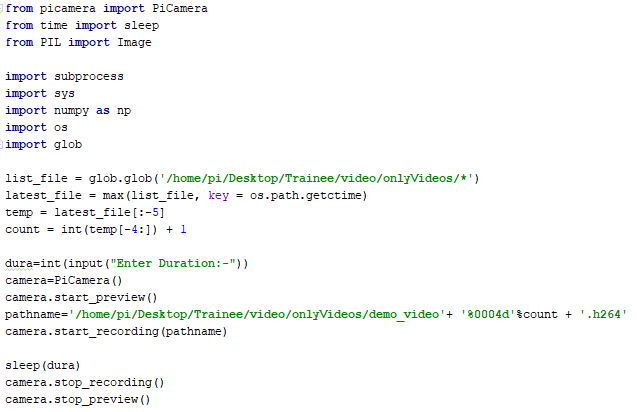 from picamera import PiCamera
from time import sleep
from PIL import Image
import subprocess
import sys
import numpy as np
import os
import glob
list_file = glob.glob('/home/pi/Desktop/Trainee/video/onlyVideos/*')
latest_file = max(list_file, key = os.path.getctime)
temp = latest_file[:-5]
count = int(temp[-4:]) + 1
dura=int(input("Enter Duration:-"))
camera=PiCamera()
camera.start_preview()
pathname='/home/pi/Desktop/Trainee/video/onlyVideos/demo_video'+ '%0004d'%count + '.h264'
camera.start_recording(pathname)
sleep(dura)
camera.stop_recording()
camera.stop_preview()